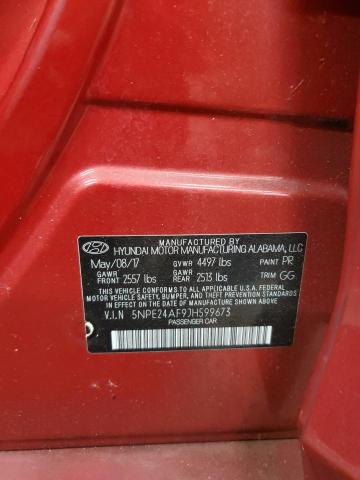 MANUFACTURED BY
HYUNDAI MOTOR MANUFACTURING ALABAMA, LLC
May/08/17 GVWR 4497 lbs PAINT PR
GAWR FRONT 2557 lbs GAWR REAR 2513 lbs TRIM GG
THIS VEHICLE CONFORMS TO ALL APPLICABLE U.S.A FEDERAL
MOTOR VEHICLE SAFETY, BUMPER, AND THEFT PREVENTION STANDARDS
IN EFFECT ON THE DATE OF MANUFACTURE SHOWN ABOVE.
V.I.N 5NPE24AF9JH599673
PASSENGER CAR